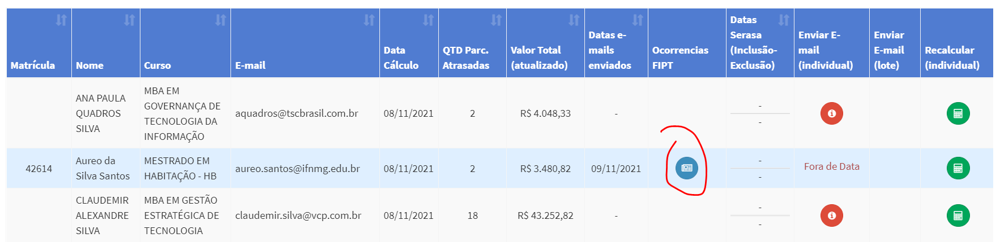 Matrícula
Nome
Curso
E-mail
Data
Cálculo
QTD Parc.
Atrasadas
Valor Total
(atualizado)
Datas e-
mails
enviados
Ocorrencias
FIPT
Datas
Serasa
(Inclusão-
Exclusão)
Enviar E-
mail
(individual)
Enviar
E-mail
(lote)
Recalcular
(individual)
ANA PAULA
QUADROS
SILVA
MBA EM
GOVERNANÇA DE
TECNOLOGIA DA
INFORMAÇÃO
aquadros@tscbrasil.com.br
08/11/2021
2
R$ 4.048,33
-
-
-
42614
Aureo da
Silva Santos
MESTRADO EM
HABITAÇÃO - HB
aureo.santos@ifnmg.edu.br
08/11/2021
2
R$ 3.480,82
09/11/2021
-
-
Fora de Data
CLAUDEMIR
ALEXANDRE
SILVA
MBA EM GESTÃO
ESTRATÉGICA DE
TECNOLOGIA
claudemir.silva@vcp.com.br
08/11/2021
18
R$ 43.252,82
-
-
-